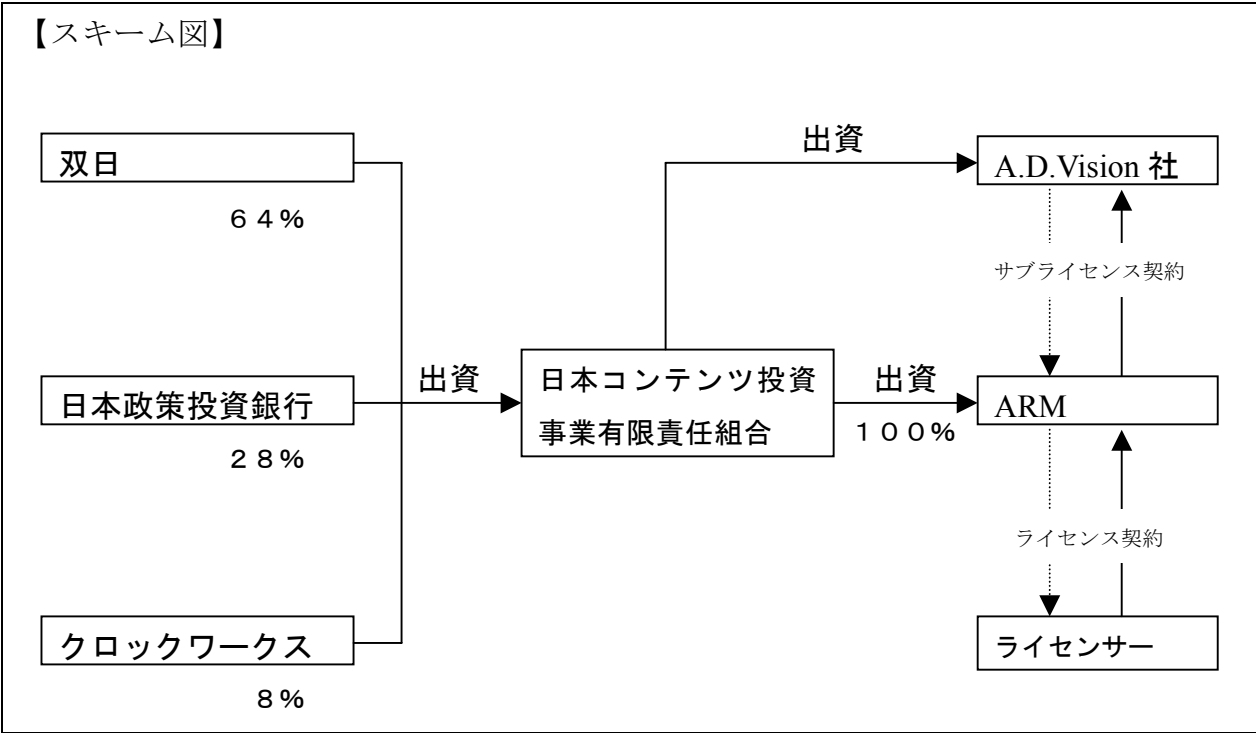 【スキーム図】
出資
双日
A.D.Vision 社
６４%
サブライセンス契約
出資
日本コンテンツ投資
事業有限責任組合
出資
１００%
日本政策投資銀行
ARM
２８%
ライセンス契約
クロックワークス
ライセンサー
８%